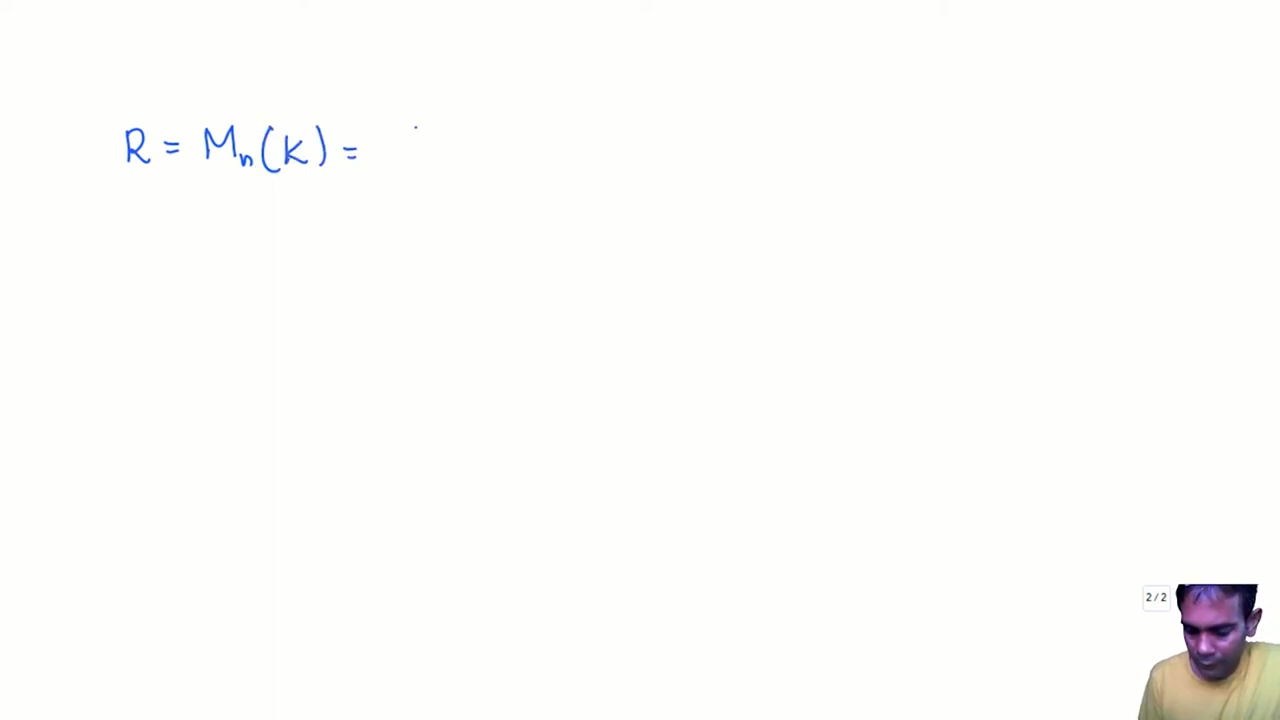 R = Mn(K) =
2/2